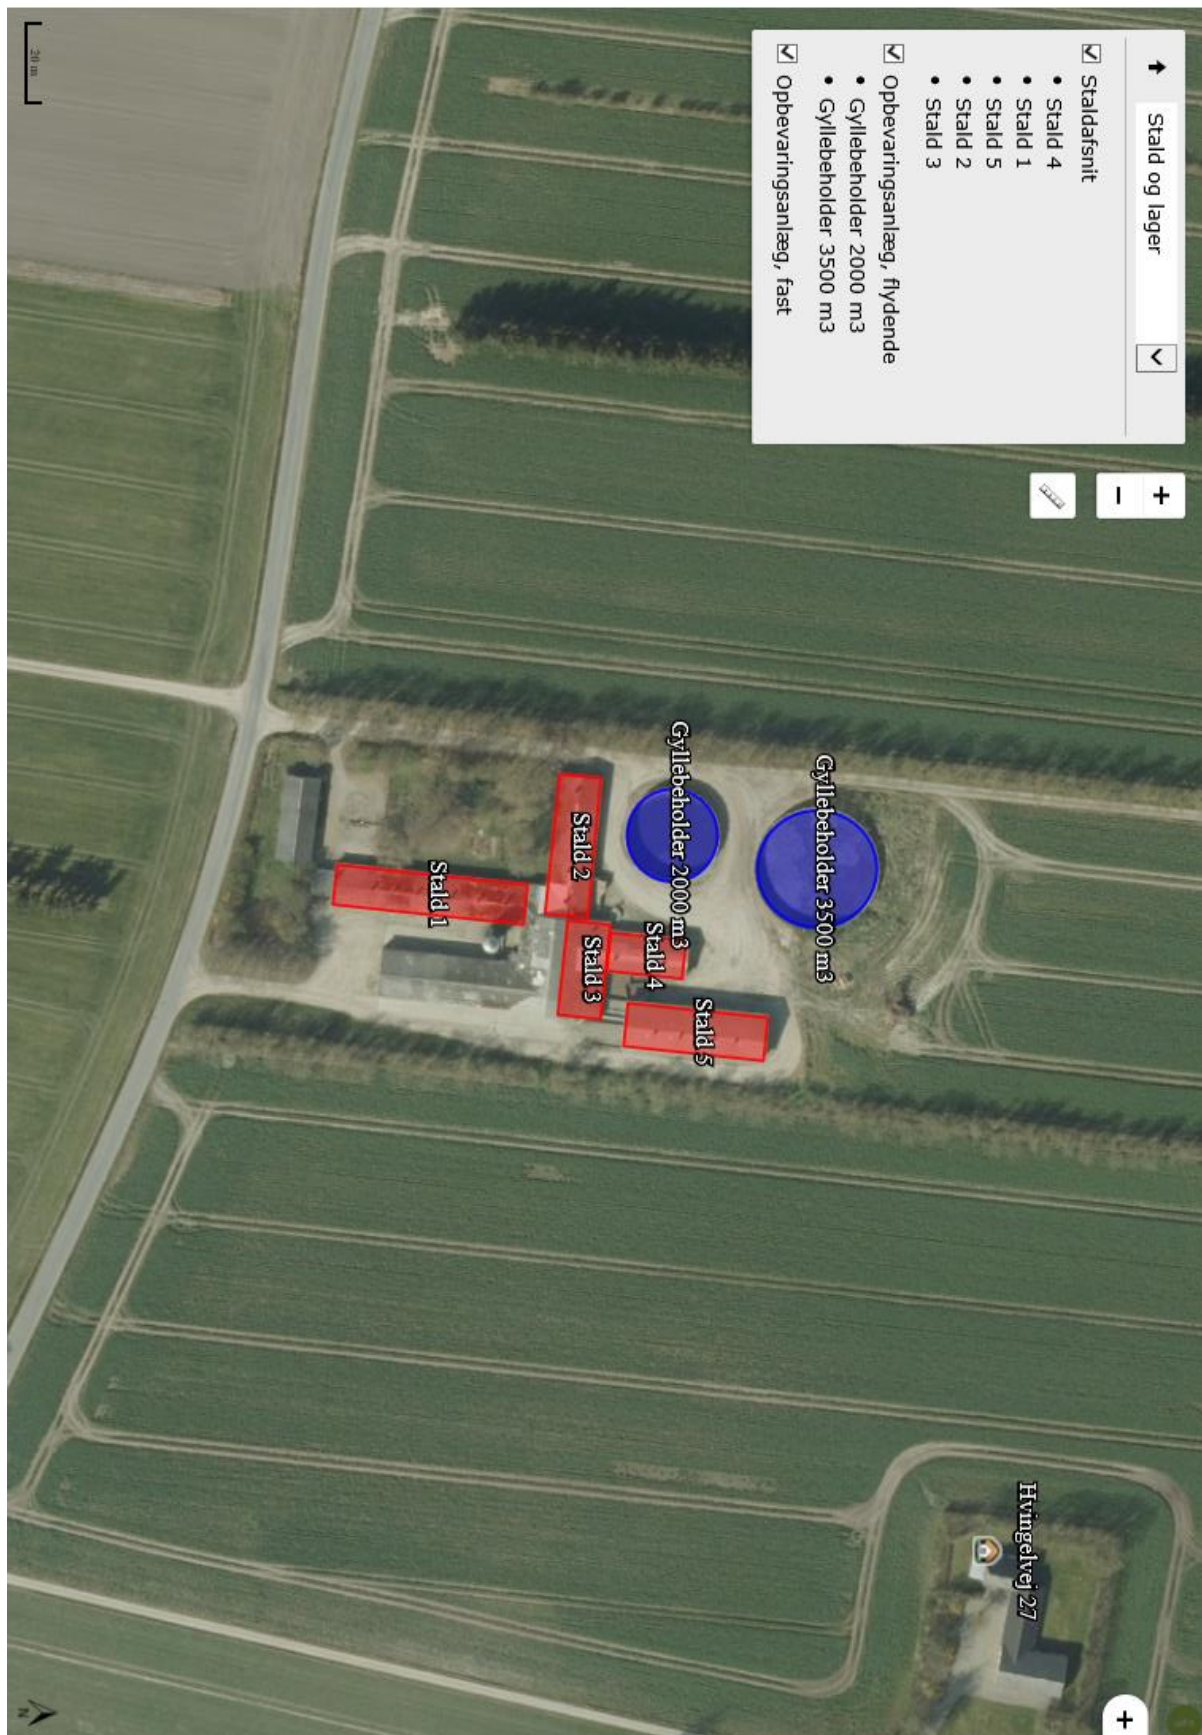 Stald og lager
Staldafsnit
Stald 4
Stald 1
Stald 5
Stald 2
Stald 3
Opbevaringsanlæg, flydende
Gyllebeholder 2000 m3
Gyllebeholder 3500 m3
Opbevaringsanlæg, fast
+
−
Gyllebeholder 3500 m3
Gyllebeholder 2000 m3
Stald 5
Stald 4
Stald 3
Stald 2
Stald 1
Hvingelvej 27
20 m
N
+